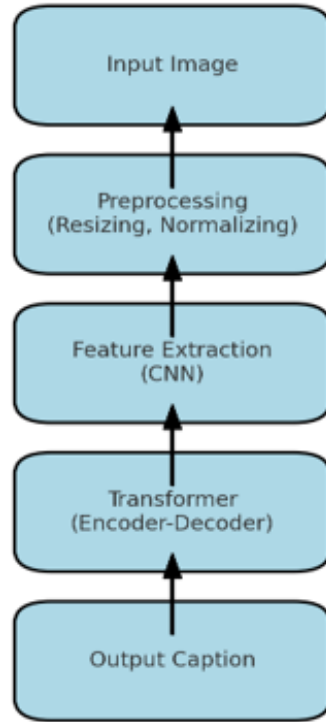 Input Image
Preprocessing
(Resizing, Normalizing)
Feature Extraction
(CNN)
Transformer
(Encoder-Decoder)
Output Caption